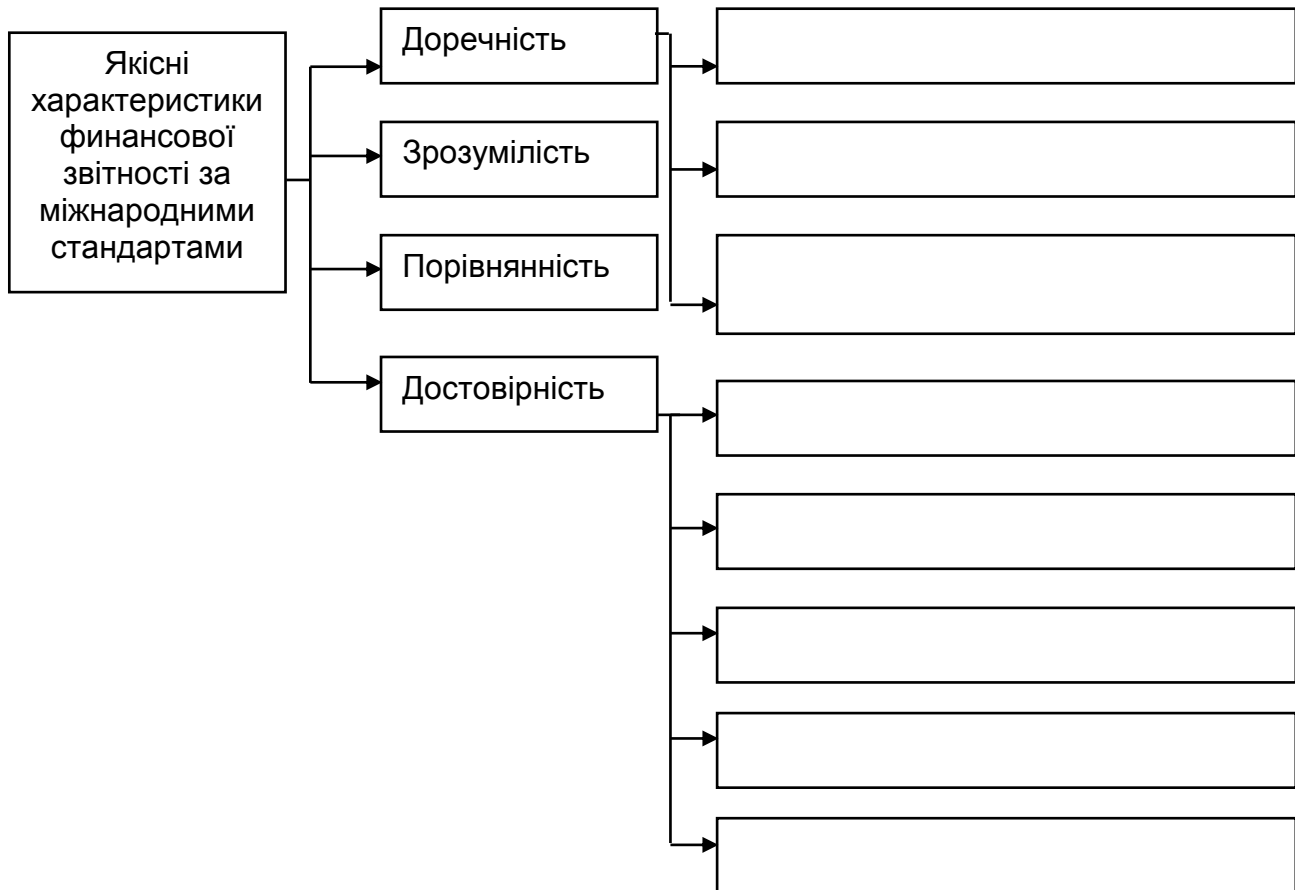 Якісні
характеристики
финансової
звітності за
міжнародними
стандартами
Доречність
Зрозумілість
Порівнянність
Достовірність